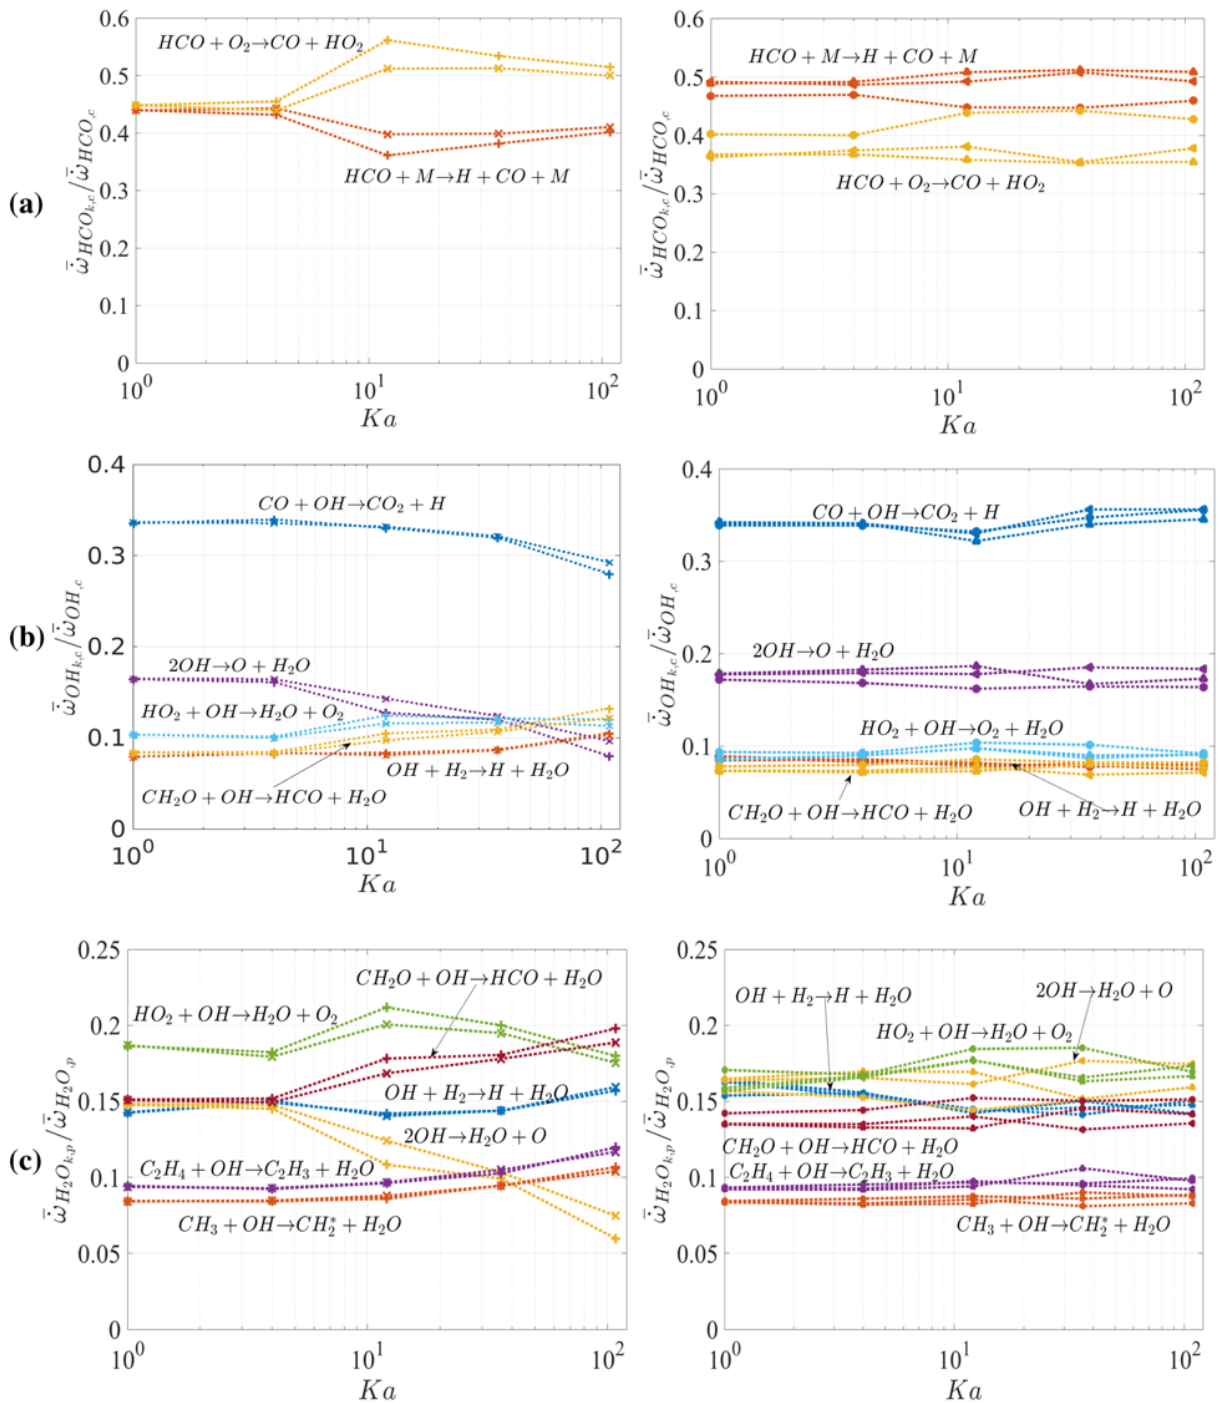 (a)
0.6
0.5
0.4
0.3
0.2
0.1
0
10⁰
10¹
10²
Ka
ω̇̄_{HCO_{k,c}}/ω̇̄_{HCO,c}
HCO + O₂→CO + HO₂
HCO + M→H + CO + M
0.6
0.5
0.4
0.3
0.2
0.1
0
10⁰
10¹
10²
Ka
ω̇̄_{HCO_{k,c}}/ω̇̄_{HCO,c}
HCO + M→H + CO + M
HCO + O₂→CO + HO₂
(b)
0.4
0.3
0.2
0.1
0
10⁰
10¹
10²
Ka
ω̇̄_{OH_{k,c}}/ω̇̄_{OH,c}
CO + OH→CO₂ + H
2OH→O + H₂O
HO₂ + OH→H₂O + O₂
OH + H₂→H + H₂O
CH₂O + OH→HCO + H₂O
0.4
0.3
0.2
0.1
0
10⁰
10¹
10²
Ka
ω̇̄_{OH_{k,c}}/ω̇̄_{OH,c}
CO + OH→CO₂ + H
2OH→O + H₂O
HO₂ + OH→O₂ + H₂O
CH₂O + OH→HCO + H₂O
OH + H₂→H + H₂O
(c)
0.25
0.2
0.15
0.1
0.05
0
10⁰
10¹
10²
Ka
ω̇̄_{H₂O_{k,p}}/ω̇̄_{H₂O,p}
CH₂O + OH→HCO + H₂O
HO₂ + OH→H₂O + O₂
OH + H₂→H + H₂O
2OH→H₂O + O
C₂H₄ + OH→C₂H₃ + H₂O
CH₃ + OH→CH₂* + H₂O
0.25
0.2
0.15
0.1
0.05
0
10⁰
10¹
10²
Ka
ω̇̄_{H₂O_{k,p}}/ω̇̄_{H₂O,p}
OH + H₂→H + H₂O
2OH→H₂O + O
HO₂ + OH→H₂O + O₂
CH₂O + OH→HCO + H₂O
C₂H₄ + OH→C₂H₃ + H₂O
CH₃ + OH→CH₂* + H₂O